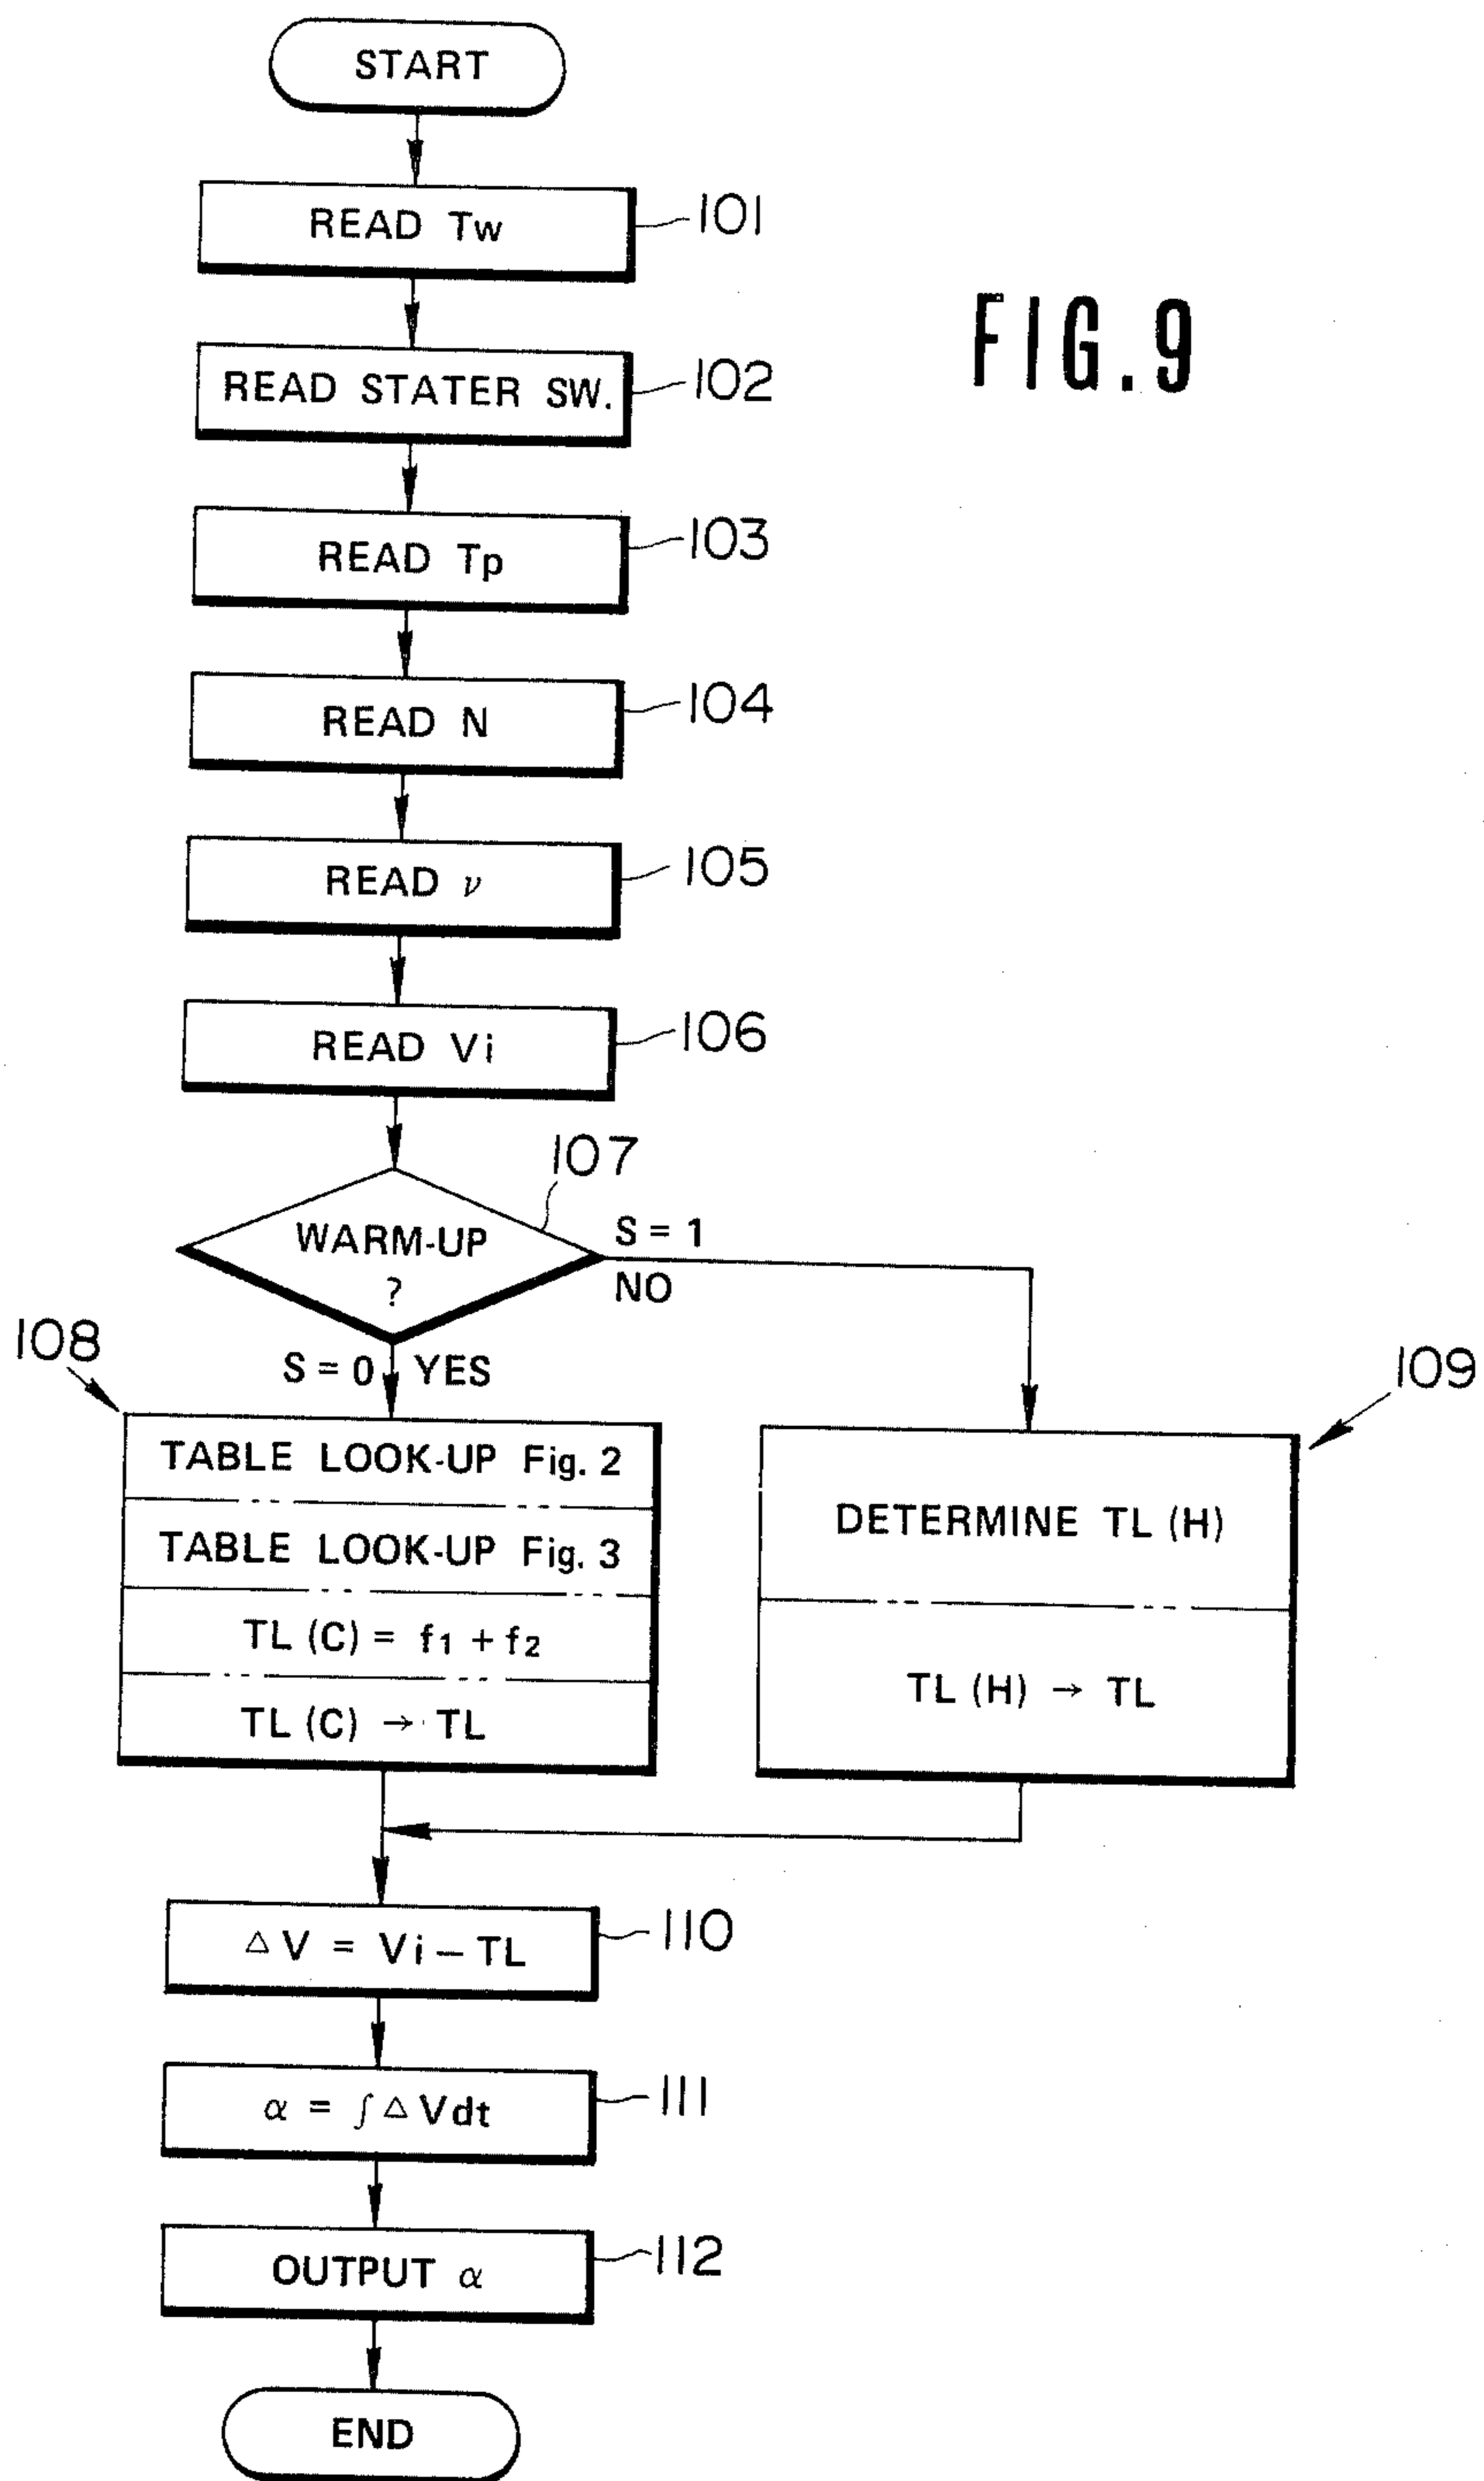 START
READ Tw
101
FIG.9
READ STATER SW.
102
READ Tp
103
READ N
104
READ ν
105
READ Vi
106
107
WARM-UP
?
S = 1
NO
108
S = 0 YES
109
TABLE LOOK-UP Fig. 2
TABLE LOOK-UP Fig. 3
TL (C) = f1 + f2
TL (C) → TL
DETERMINE TL (H)
TL (H) → TL
△ V = Vi − TL
110
α = ∫ △ Vdt
111
OUTPUT α
112
END